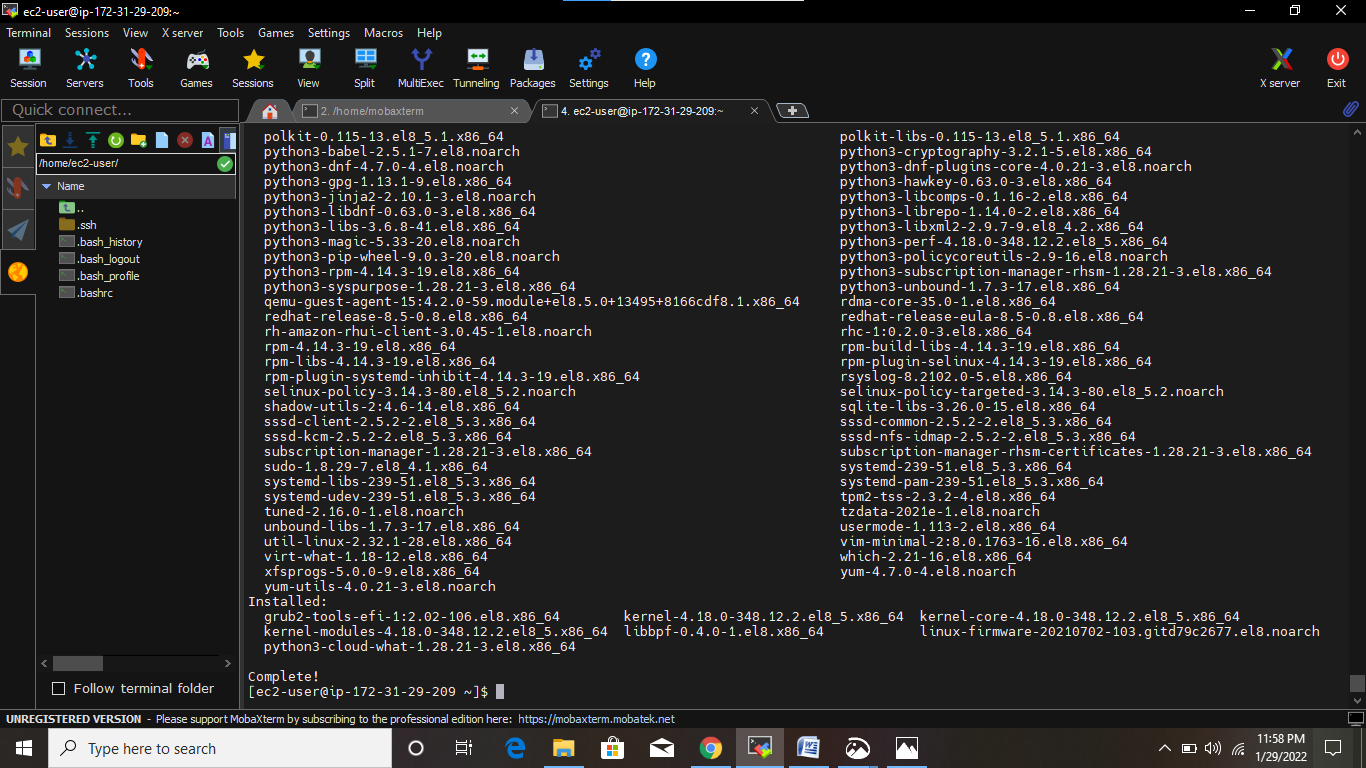 ec2-user@ip-172-31-29-209:~
Terminal Sessions View X server Tools Games Settings Macros Help
Session Servers Tools Games Sessions View Split MultiExec Tunneling Packages Settings Help X server Exit
Quick connect...
2. /home/mobaxterm
4. ec2-user@ip-172-31-29-209:~
/home/ec2-user/
Name
..
.ssh
.bash_history
.bash_logout
.bash_profile
.bashrc
Follow terminal folder
polkit-0.115-13.el8_5.1.x86_64 polkit-libs-0.115-13.el8_5.1.x86_64
python3-babel-2.5.1-7.el8.noarch python3-cryptography-3.2.1-5.el8.x86_64
python3-dnf-4.7.0-4.el8.noarch python3-dnf-plugins-core-4.0.21-3.el8.noarch
python3-gpg-1.13.1-9.el8.x86_64 python3-hawkey-0.63.0-3.el8.x86_64
python3-jinja2-2.10.1-3.el8.noarch python3-libcomps-0.1.16-2.el8.x86_64
python3-libdnf-0.63.0-3.el8.x86_64 python3-librepo-1.14.0-2.el8.x86_64
python3-libs-3.6.8-41.el8.x86_64 python3-libxml2-2.9.7-9.el8_4.2.x86_64
python3-magic-5.33-20.el8.noarch python3-perf-4.18.0-348.12.2.el8_5.x86_64
python3-pip-wheel-9.0.3-20.el8.noarch python3-policycoreutils-2.9-16.el8.noarch
python3-rpm-4.14.3-19.el8.x86_64 python3-subscription-manager-rhsm-1.28.21-3.el8.x86_64
python3-syspurpose-1.28.21-3.el8.x86_64 python3-unbound-1.7.3-17.el8.x86_64
qemu-guest-agent-15:4.2.0-59.module+el8.5.0+13495+8166cdf8.1.x86_64 rdma-core-35.0-1.el8.x86_64
redhat-release-8.5-0.8.el8.x86_64 redhat-release-eula-8.5-0.8.el8.x86_64
rh-amazon-rhui-client-3.0.45-1.el8.noarch rhc-1:0.2.0-3.el8.x86_64
rpm-4.14.3-19.el8.x86_64 rpm-build-libs-4.14.3-19.el8.x86_64
rpm-libs-4.14.3-19.el8.x86_64 rpm-plugin-selinux-4.14.3-19.el8.x86_64
rpm-plugin-systemd-inhibit-4.14.3-19.el8.x86_64 rsyslog-8.2102.0-5.el8.x86_64
selinux-policy-3.14.3-80.el8_5.2.noarch selinux-policy-targeted-3.14.3-80.el8_5.2.noarch
shadow-utils-2:4.6-14.el8.x86_64 sqlite-libs-3.26.0-15.el8.x86_64
sssd-client-2.5.2-2.el8_5.3.x86_64 sssd-common-2.5.2-2.el8_5.3.x86_64
sssd-kcm-2.5.2-2.el8_5.3.x86_64 sssd-nfs-idmap-2.5.2-2.el8_5.3.x86_64
subscription-manager-1.28.21-3.el8.x86_64 subscription-manager-rhsm-certificates-1.28.21-3.el8.x86_64
sudo-1.8.29-7.el8_4.1.x86_64 systemd-239-51.el8_5.3.x86_64
systemd-libs-239-51.el8_5.3.x86_64 systemd-pam-239-51.el8_5.3.x86_64
systemd-udev-239-51.el8_5.3.x86_64 tpm2-tss-2.3.2-4.el8.x86_64
tuned-2.16.0-1.el8.noarch tzdata-2021e-1.el8.noarch
unbound-libs-1.7.3-17.el8.x86_64 usermode-1.113-2.el8.x86_64
util-linux-2.32.1-28.el8.x86_64 vim-minimal-2:8.0.1763-16.el8.x86_64
virt-what-1.18-12.el8.x86_64 which-2.21-16.el8.x86_64
xfsprogs-5.0.0-9.el8.x86_64 yum-4.7.0-4.el8.noarch
yum-utils-4.0.21-3.el8.noarch
Installed:
grub2-tools-efi-1:2.02-106.el8.x86_64 kernel-4.18.0-348.12.2.el8_5.x86_64 kernel-core-4.18.0-348.12.2.el8_5.x86_64
kernel-modules-4.18.0-348.12.2.el8_5.x86_64 libbpf-0.4.0-1.el8.x86_64 linux-firmware-20210702-103.gitd79c2677.el8.noarch
python3-cloud-what-1.28.21-3.el8.x86_64
Complete!
[ec2-user@ip-172-31-29-209 ~]$
UNREGISTERED VERSION - Please support MobaXterm by subscribing to the professional edition here: https://mobaxterm.mobatek.net
Type here to search
11:58 PM
1/29/2022